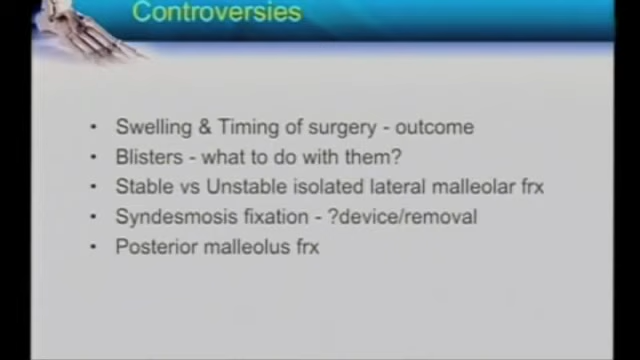 Controversies
• Swelling & Timing of surgery - outcome
• Blisters - what to do with them?
• Stable vs Unstable isolated lateral malleolar frx
• Syndesmosis fixation - ?device/removal
• Posterior malleolus frx